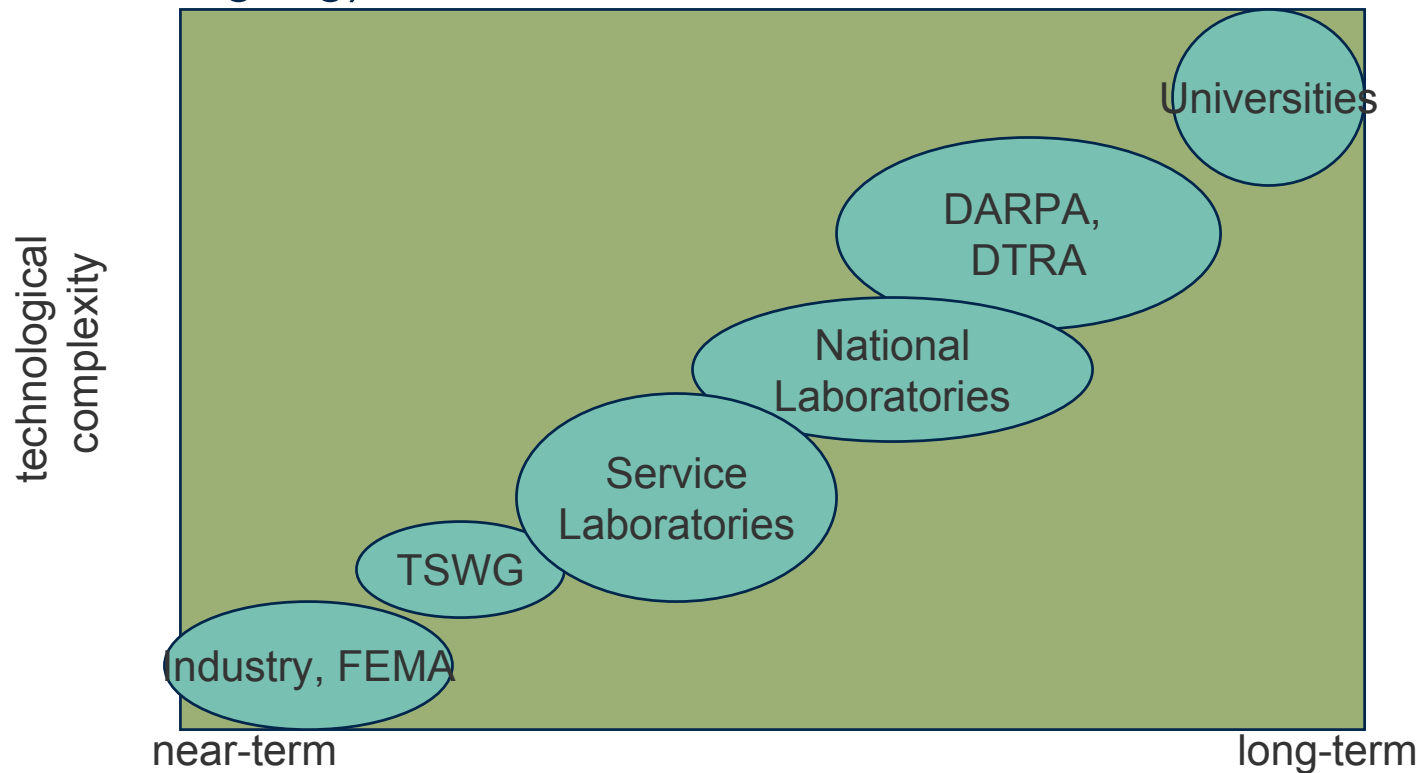 Universities
DARPA,
DTRA
National
Laboratories
Service
Laboratories
TSWG
Industry, FEMA
technological
complexity
near-term
long-term